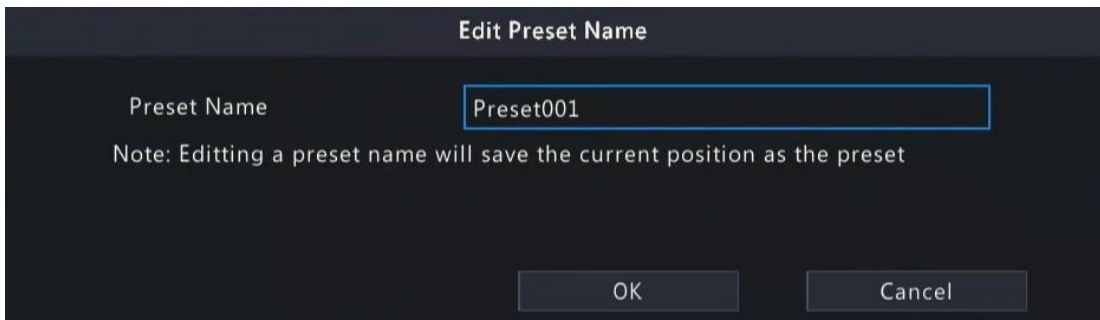 Edit Preset Name
Preset Name Preset001
Note: Editting a preset name will save the current position as the preset
OK Cancel